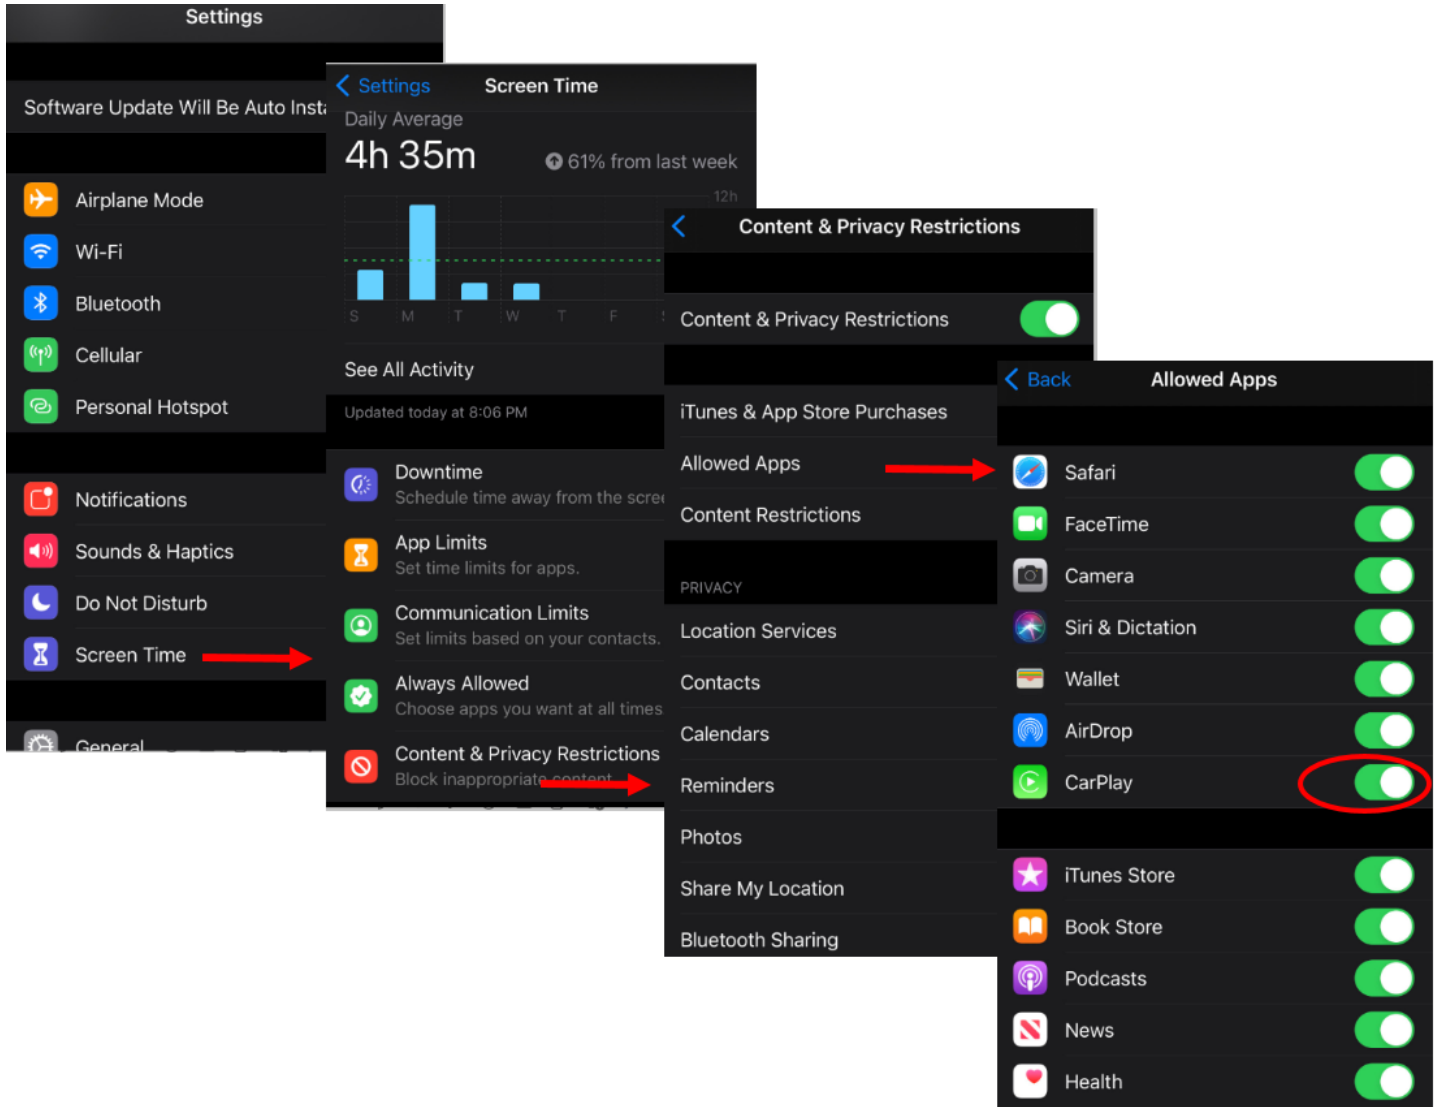 Settings
Software Update Will Be Auto Insta
Airplane Mode
Wi-Fi
Bluetooth
Cellular
Personal Hotspot
Notifications
Sounds & Haptics
Do Not Disturb
Screen Time
General
Settings
Screen Time
Daily Average
4h 35m
61% from last week
12h
S M T W T F S
See All Activity
Updated today at 8:06 PM
Downtime
Schedule time away from the scree
App Limits
Set time limits for apps.
Communication Limits
Set limits based on your contacts.
Always Allowed
Choose apps you want at all times.
Content & Privacy Restrictions
Block inappropriate content
Content & Privacy Restrictions
Content & Privacy Restrictions
iTunes & App Store Purchases
Allowed Apps
Content Restrictions
PRIVACY
Location Services
Contacts
Calendars
Reminders
Photos
Share My Location
Bluetooth Sharing
Back
Allowed Apps
Safari
FaceTime
Camera
Siri & Dictation
Wallet
AirDrop
CarPlay
iTunes Store
Book Store
Podcasts
News
Health